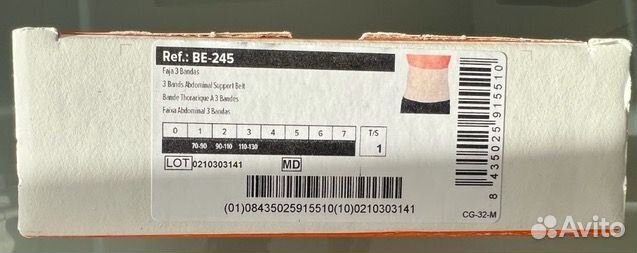 Ref.: BE-245
Faja 3 Bandas
3 Bands Abdominal Support Belt
Bande Thoracique A 3 Bandes
Faixa Abdominal 3 Bandas
0 1 2 3 4 5 6 7 T/S
70-90 90-110 110-130 1
LOT 0210303141 MD
(01)08435025915510(10)0210303141
8 435025 915510
CG-32-M
Avito